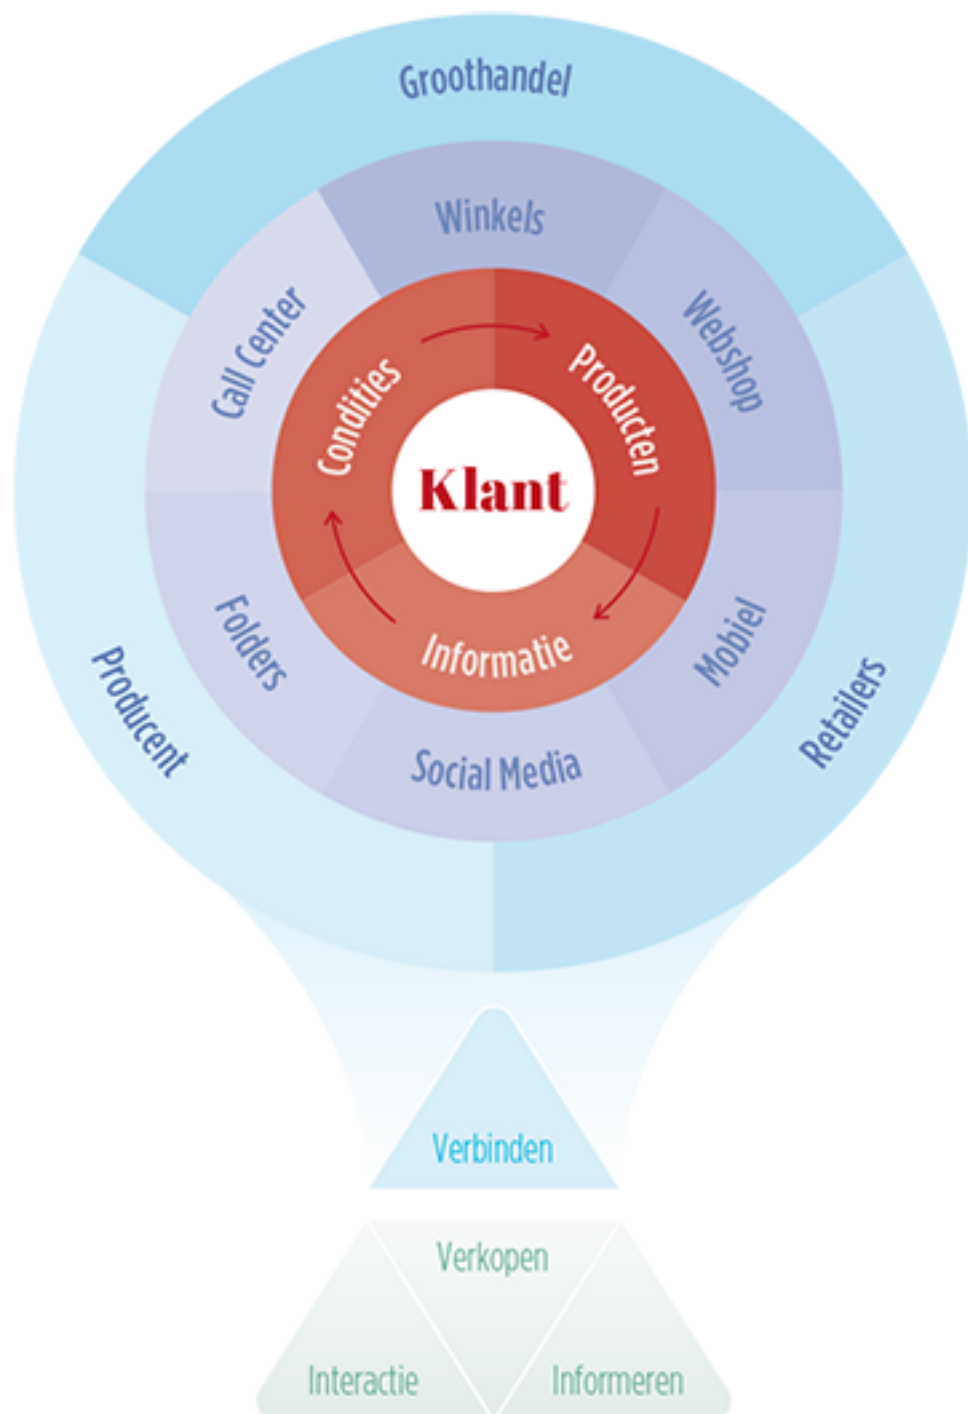 Groothandel
Winkels
Call Center
Webshop
Condities
Producten
Klant
Informatie
Folders
Mobiel
Social Media
Producent
Retailers
Verbinden
Verkopen
Interactie
Informeren